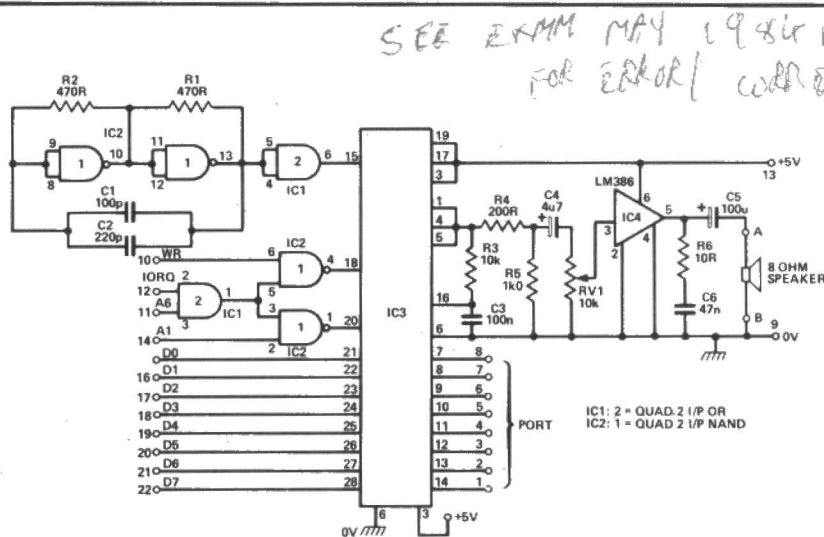 SEE EXMM MAY 1984
FOR ERROR/
R2
470R
R1
470R
IC2
9
8
1
10
11
12
1
13
5
4
2
6
IC1
15
C1
100p
C2
220p
10 WR
IORQ
12
A6
11
2
3
2
1
IC1
6
5
1
4
IC2
18
3
2
1
1
IC2
20
A1
14
D0
21
16 D1
22
17 D2
23
18 D3
24
19 D4
25
20 D5
26
21 D6
27
22 D7
28
IC3
19
17
3
1
4
5
16
6
7 8
8 7
9 6
10 5
11 4
12 3
13 2
14 1
PORT
R4
200R
R3
10k
C3
100n
R5
1k0
C4
4u7
+
RV1
10k
LM386
IC4
3
2
6
4
5
R6
10R
C6
47n
C5
100u
+
A
B
8 OHM
SPEAKER
+5V
13
9
0V
IC1: 2 = QUAD 2 I/P OR
IC2: 1 = QUAD 2 I/P NAND
6
0V
3
+5V